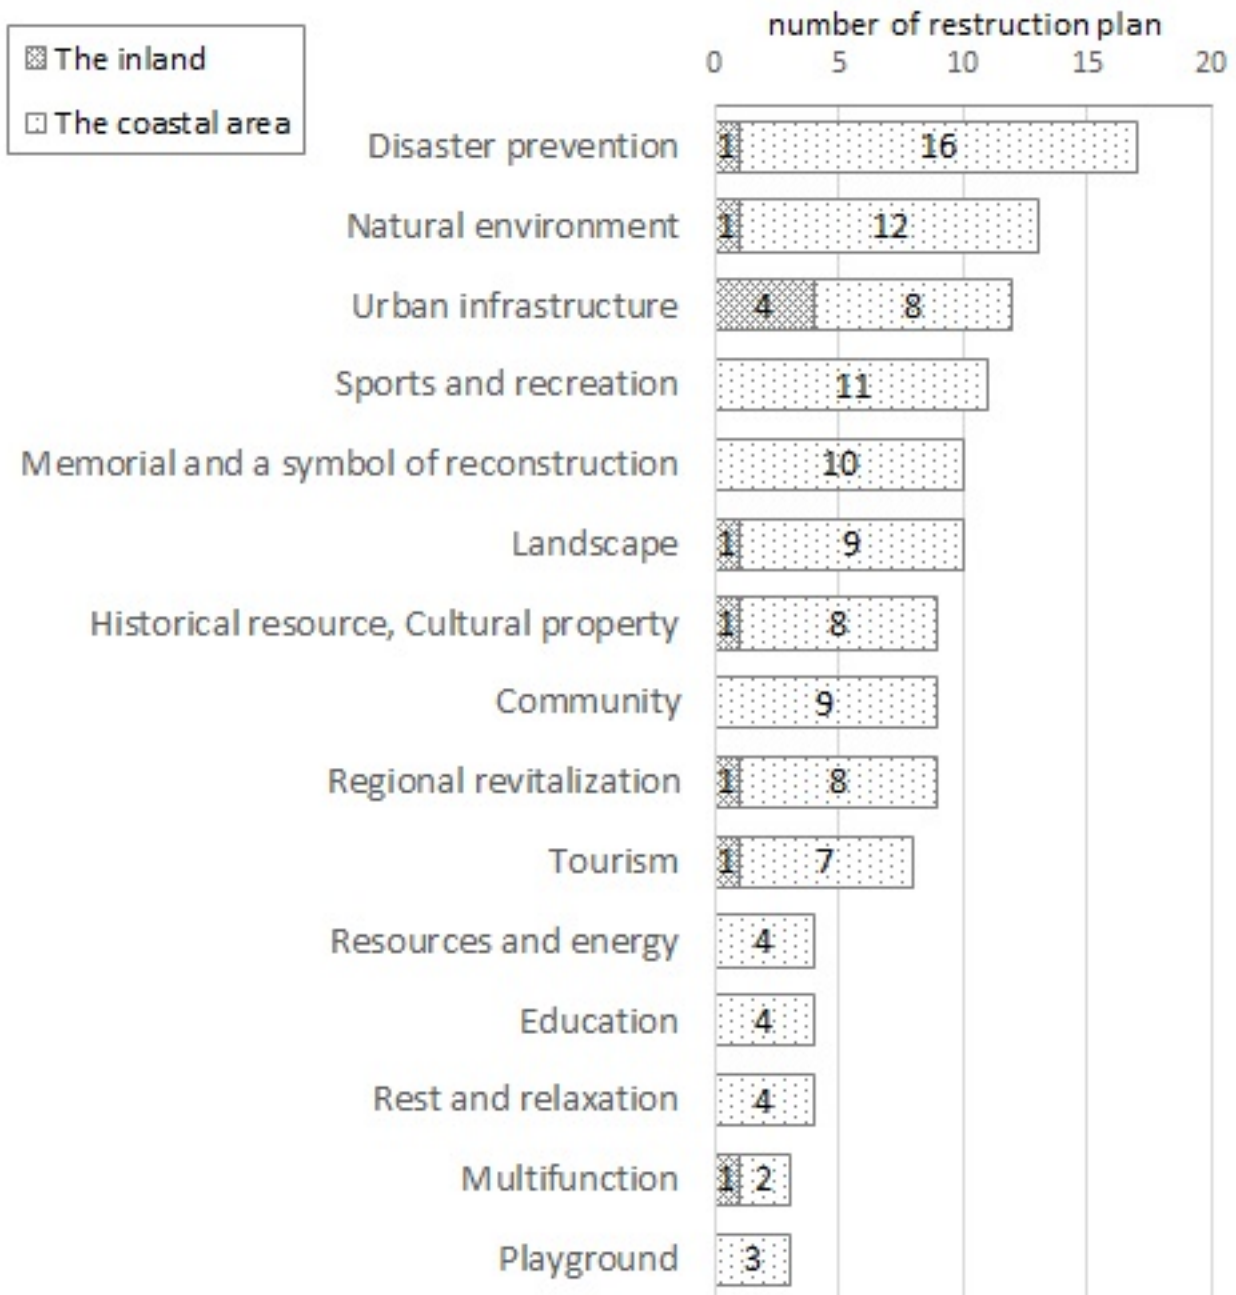 number of restruction plan
0 5 10 15 20
The inland
The coastal area
Disaster prevention 1 16
Natural environment 1 12
Urban infrastructure 4 8
Sports and recreation 11
Memorial and a symbol of reconstruction 10
Landscape 1 9
Historical resource, Cultural property 1 8
Community 9
Regional revitalization 1 8
Tourism 1 7
Resources and energy 4
Education 4
Rest and relaxation 4
Multifunction 1 2
Playground 3